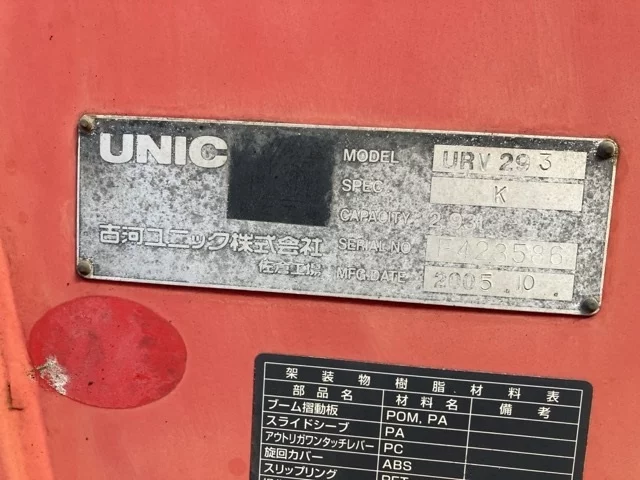 UNIC
古河ユニック株式会社
佐倉工場
MODEL URV 29 3
SPEC K
CAPACITY
SERIAL NO
MFG.DATE 2005 . 10
架装物樹脂材料表
部品名 材料名 備考
ブーム摺動板 POM, PA
スライドシーブ PA
アウトリガワンタッチレバー PC
旋回カバー ABS
スリップリング PET